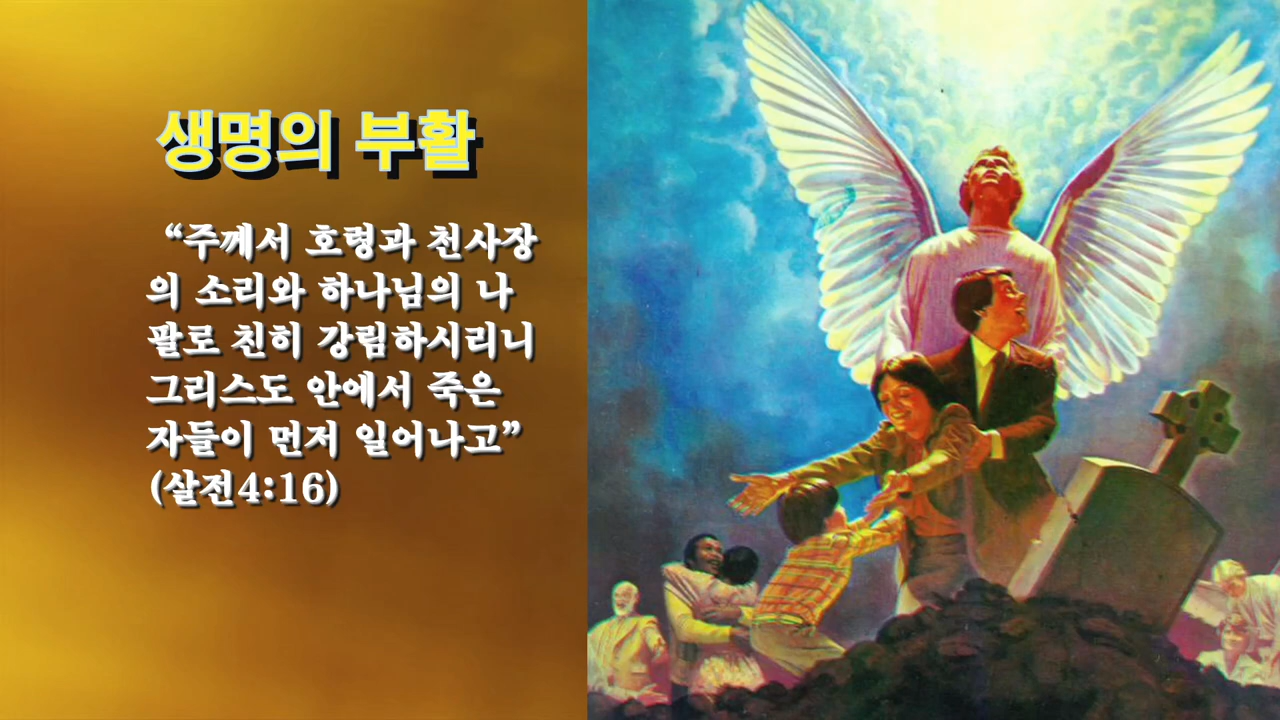 생명의 부활
“주께서 호령과 천사장
의 소리와 하나님의 나
팔로 친히 강림하시리니
그리스도 안에서 죽은
자들이 먼저 일어나고”
(살전4:16)